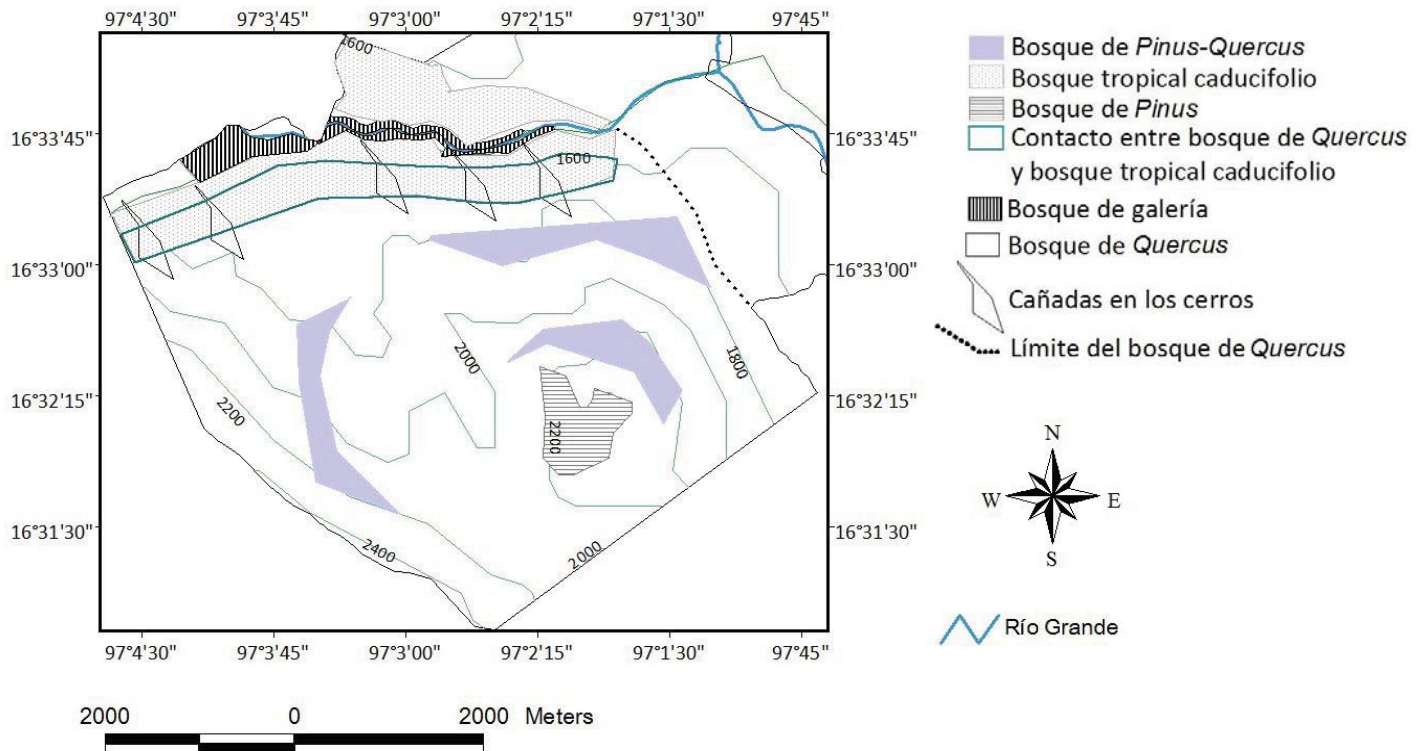 97°4'30" 97°3'45" 97°3'00" 97°2'15" 97°1'30" 97°45"
1600
16°33'45" 16°33'45"
1600
16°33'00" 16°33'00"
2000
1800
16°32'15" 16°32'15"
2200
2200
16°31'30" 16°31'30"
2400
2000
97°4'30" 97°3'45" 97°3'00" 97°2'15" 97°1'30" 97°45"
2000 0 2000 Meters
Bosque de Pinus-Quercus
Bosque tropical caducifolio
Bosque de Pinus
Contacto entre bosque de Quercus
y bosque tropical caducifolio
Bosque de galería
Bosque de Quercus
Cañadas en los cerros
Límite del bosque de Quercus
N
W E
S
Río Grande